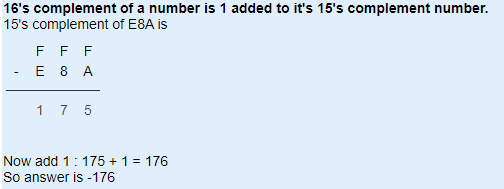 16's complement of a number is 1 added to it's 15's complement number.
15's complement of E8A is
F F F
- E 8 A
1 7 5
Now add 1 : 175 + 1 = 176
So answer is -176